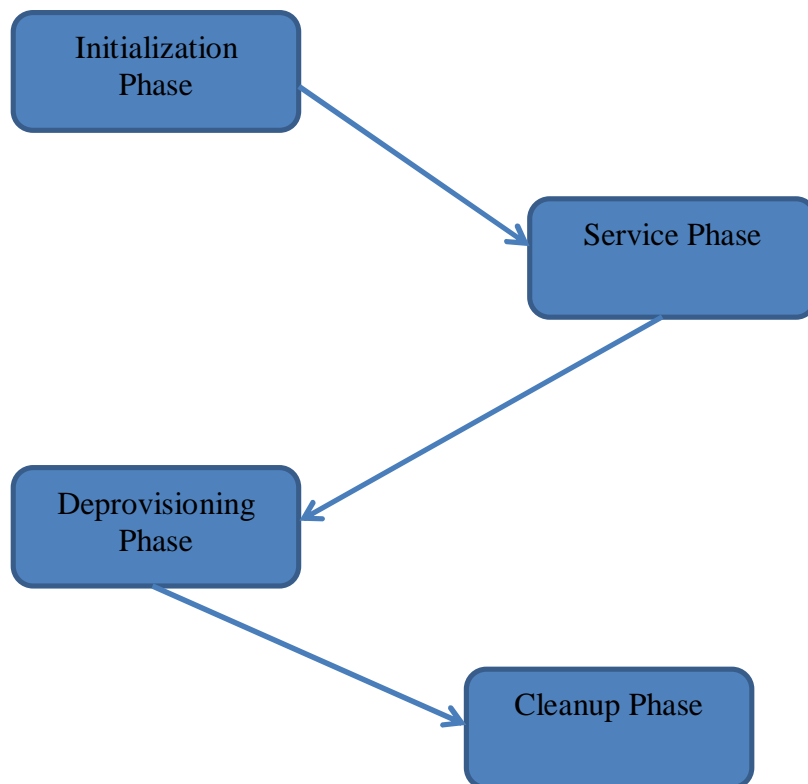 Initialization
Phase
Service Phase
Deprovisioning
Phase
Cleanup Phase